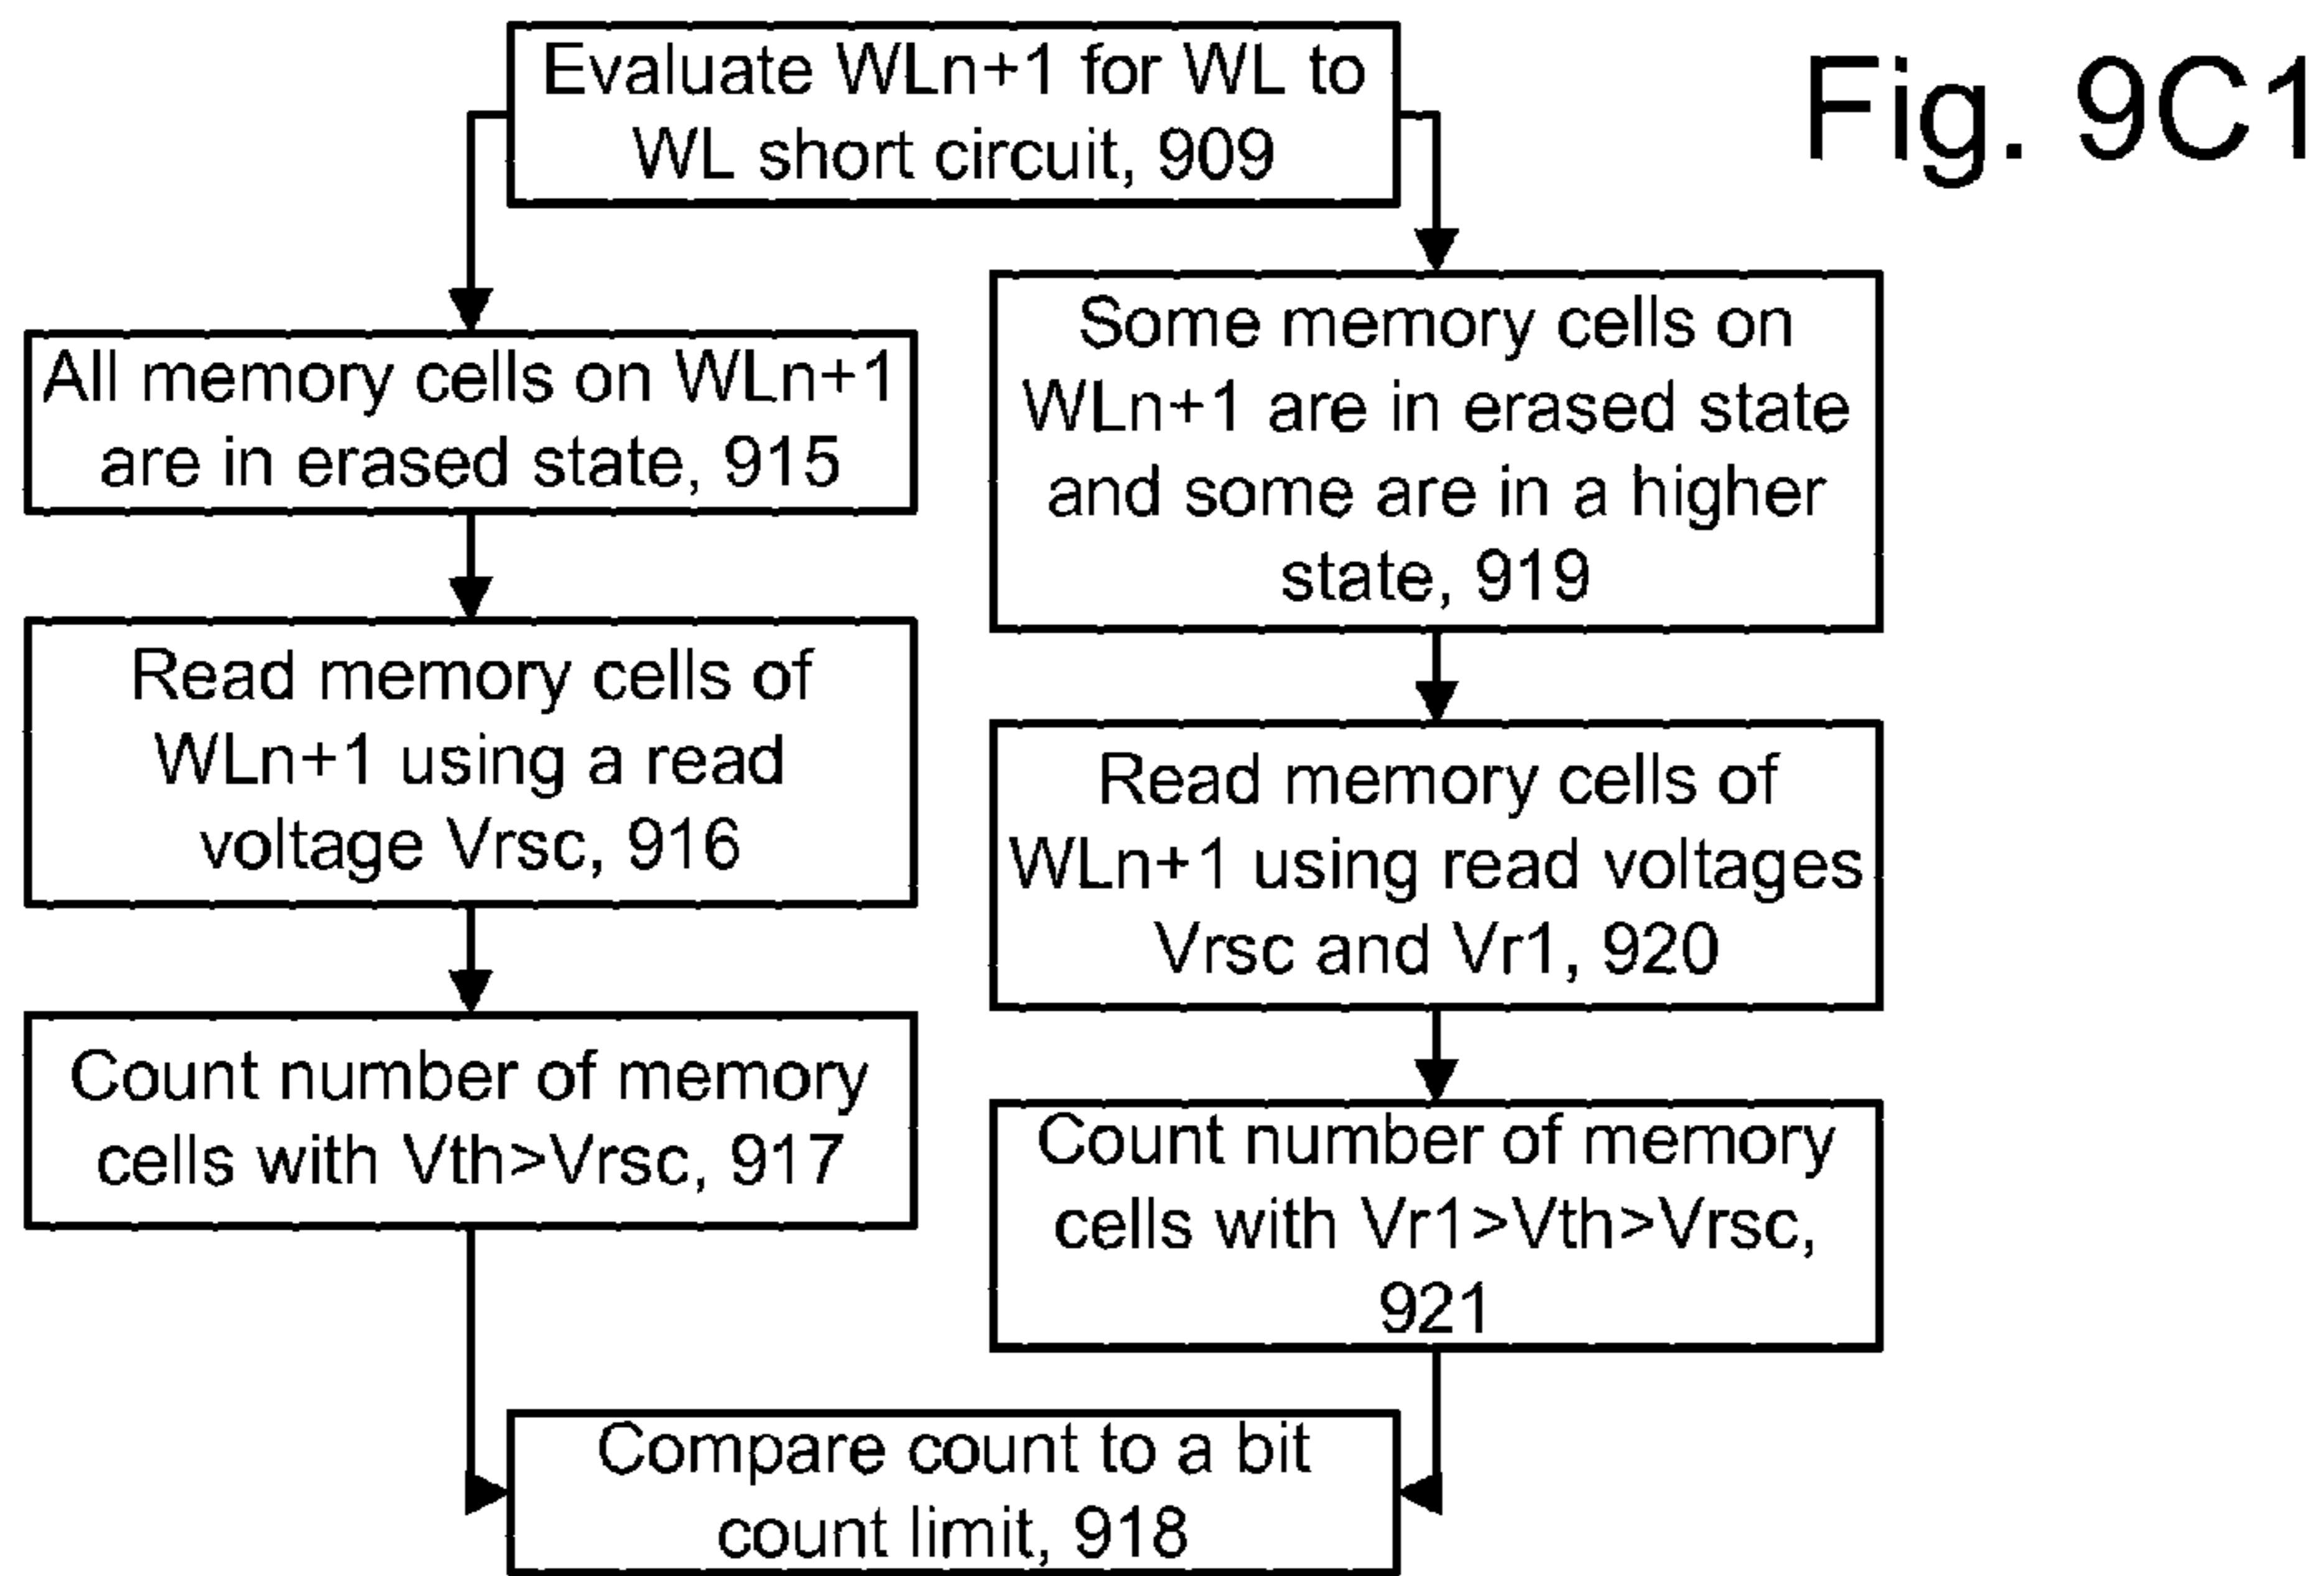 Fig. 9C1
Evaluate WLn+1 for WL to
WL short circuit, 909
All memory cells on WLn+1
are in erased state, 915
Read memory cells of
WLn+1 using a read
voltage Vrsc, 916
Count number of memory
cells with Vth>Vrsc, 917
Some memory cells on
WLn+1 are in erased state
and some are in a higher
state, 919
Read memory cells of
WLn+1 using read voltages
Vrsc and Vr1, 920
Count number of memory
cells with Vr1>Vth>Vrsc,
921
Compare count to a bit
count limit, 918